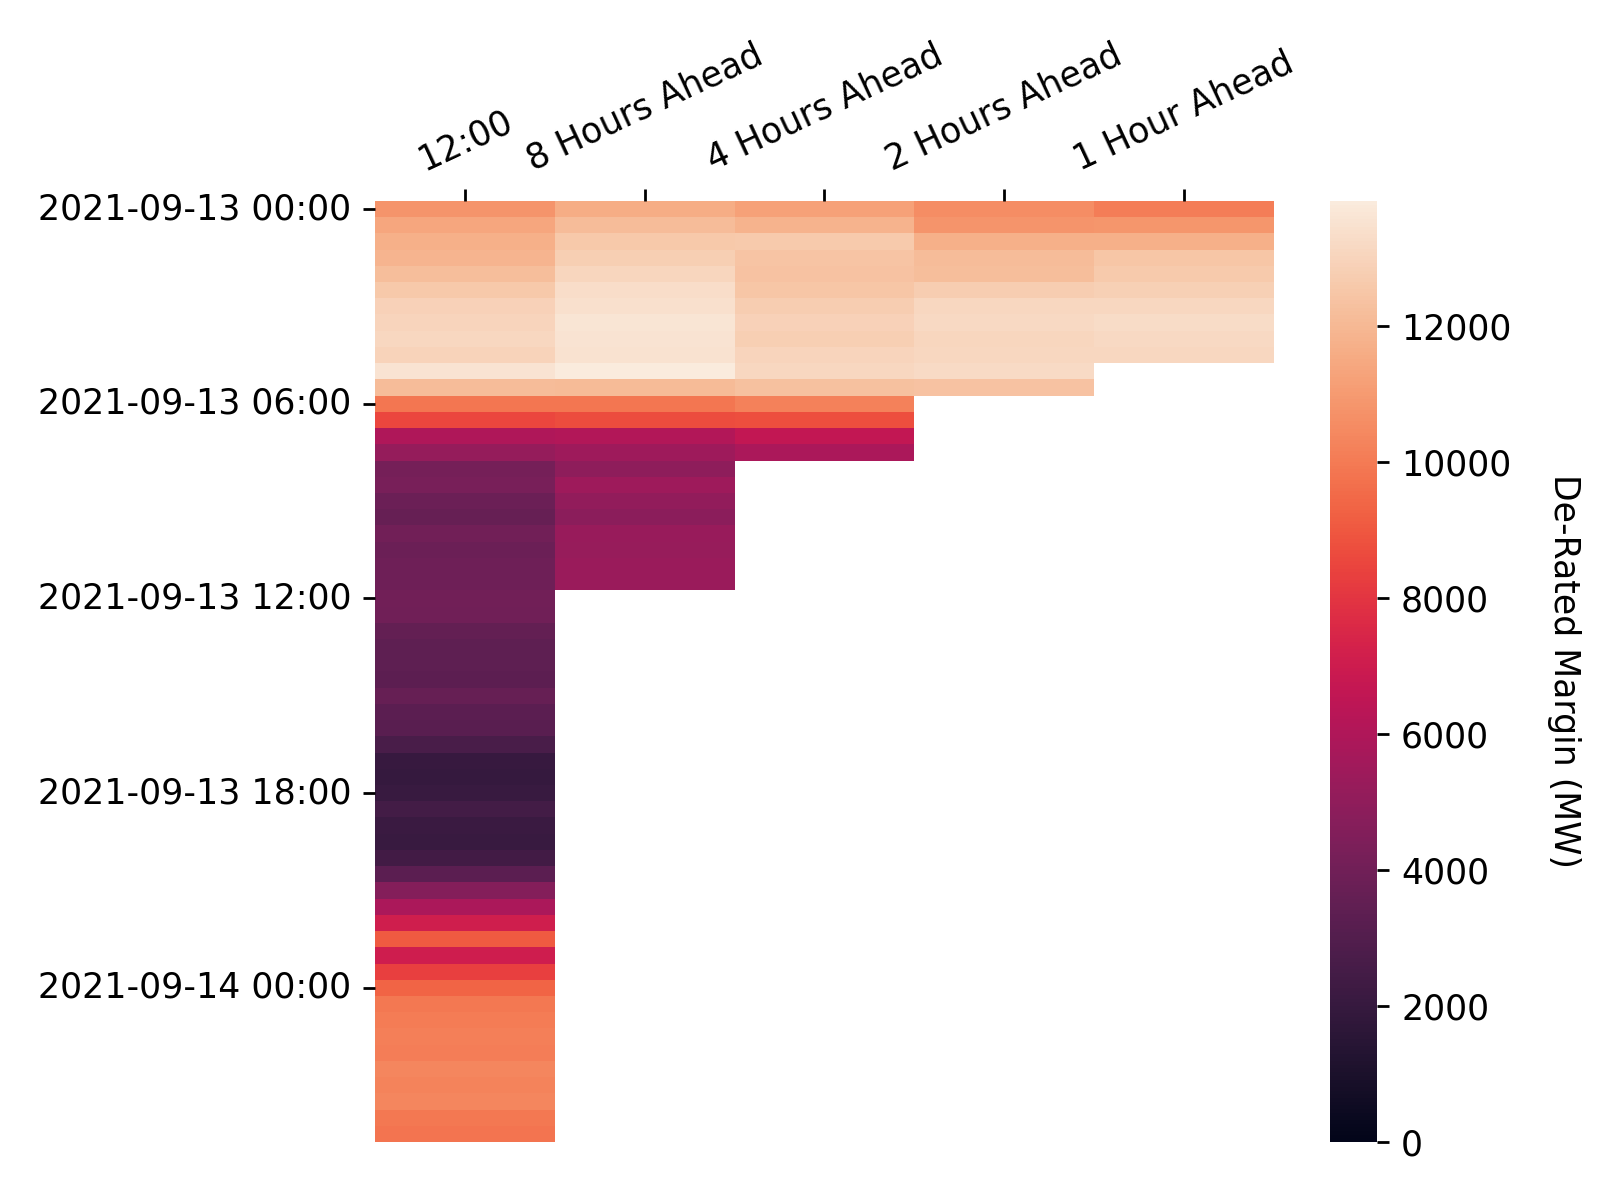 12:00
8 Hours Ahead
4 Hours Ahead
2 Hours Ahead
1 Hour Ahead
2021-09-13 00:00
2021-09-13 06:00
2021-09-13 12:00
2021-09-13 18:00
2021-09-14 00:00
12000
10000
8000
6000
4000
2000
0
De-Rated Margin (MW)